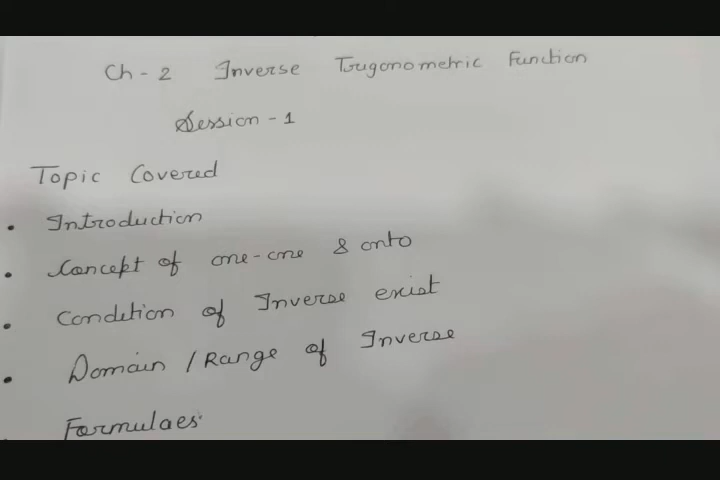 Ch - 2 Inverse Trigonometric Function
Session - 1
Topic Covered
• Introduction
• Concept of one-one & onto
• Condition of Inverse exist
• Domain / Range of Inverse
• Formulaes